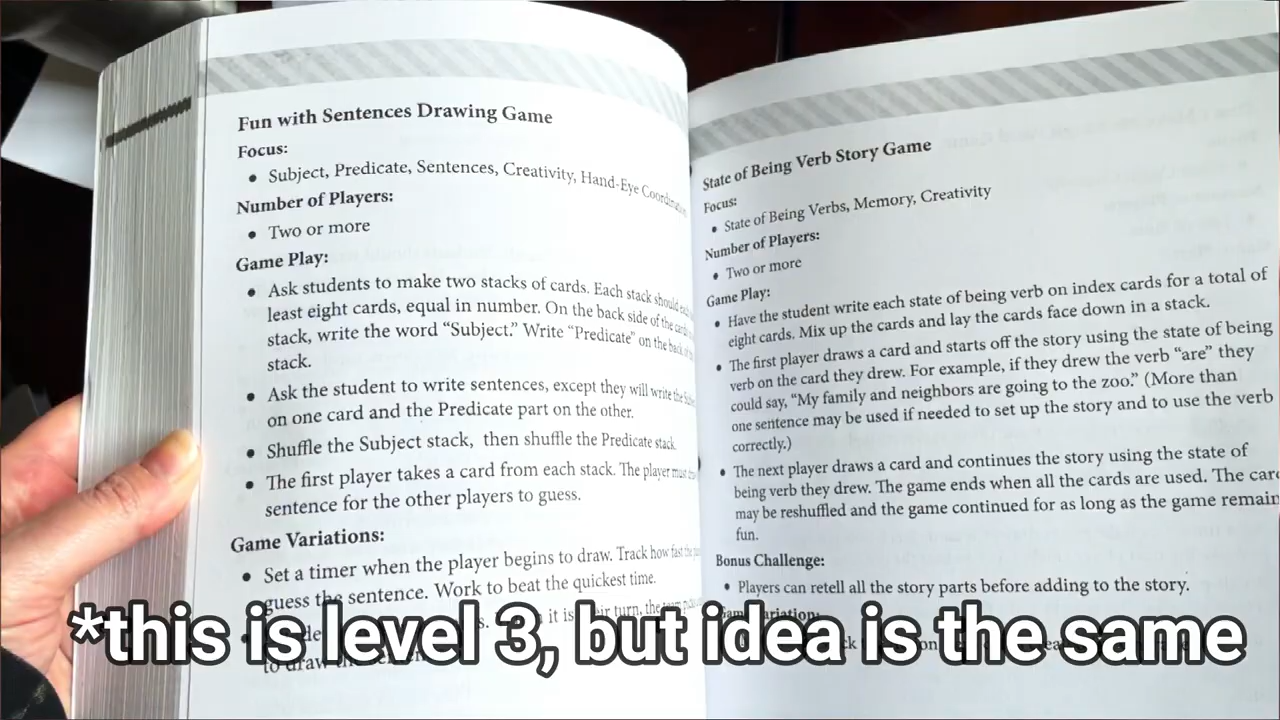 Fun with Sentences Drawing Game
Focus:
• Subject, Predicate, Sentences, Creativity, Hand-Eye
Number of Players:
• Two or more
Game Play:
• Ask students to make two stacks of cards. Each stack should
least eight cards, equal in number. On the back side of the cards
stack, write the word “Subject.” Write “Predicate” on the back of
stack.
• Ask the student to write sentences, except they will write the
on one card and the Predicate part on the other.
• Shuffle the Subject stack, then shuffle the Predicate stack.
• The first player takes a card from each stack. The player must
sentence for the other players to guess.
Game Variations:
• Set a timer when the player begins to draw. Track how fast the
guess the sentence. Work to beat the quickest time.
State of Being Verb Story Game
Focus:
• State of Being Verbs, Memory, Creativity
Number of Players:
• Two or more
Game Play:
• Have the student write each state of being verb on index cards for a total of
eight cards. Mix up the cards and lay the cards face down in a stack.
• The first player draws a card and starts off the story using the state of being
verb on the card they drew. For example, if they drew the verb “are” they
could say, “My family and neighbors are going to the zoo.” (More than
one sentence may be used if needed to set up the story and to use the verb
correctly.)
• The next player draws a card and continues the story using the state of
being verb they drew. The game ends when all the cards are used. The
may be reshuffled and the game continued for as long as the game
fun.
Bonus Challenge:
• Players can retell all the story parts before adding to the story.
*this is level 3, but idea is the same